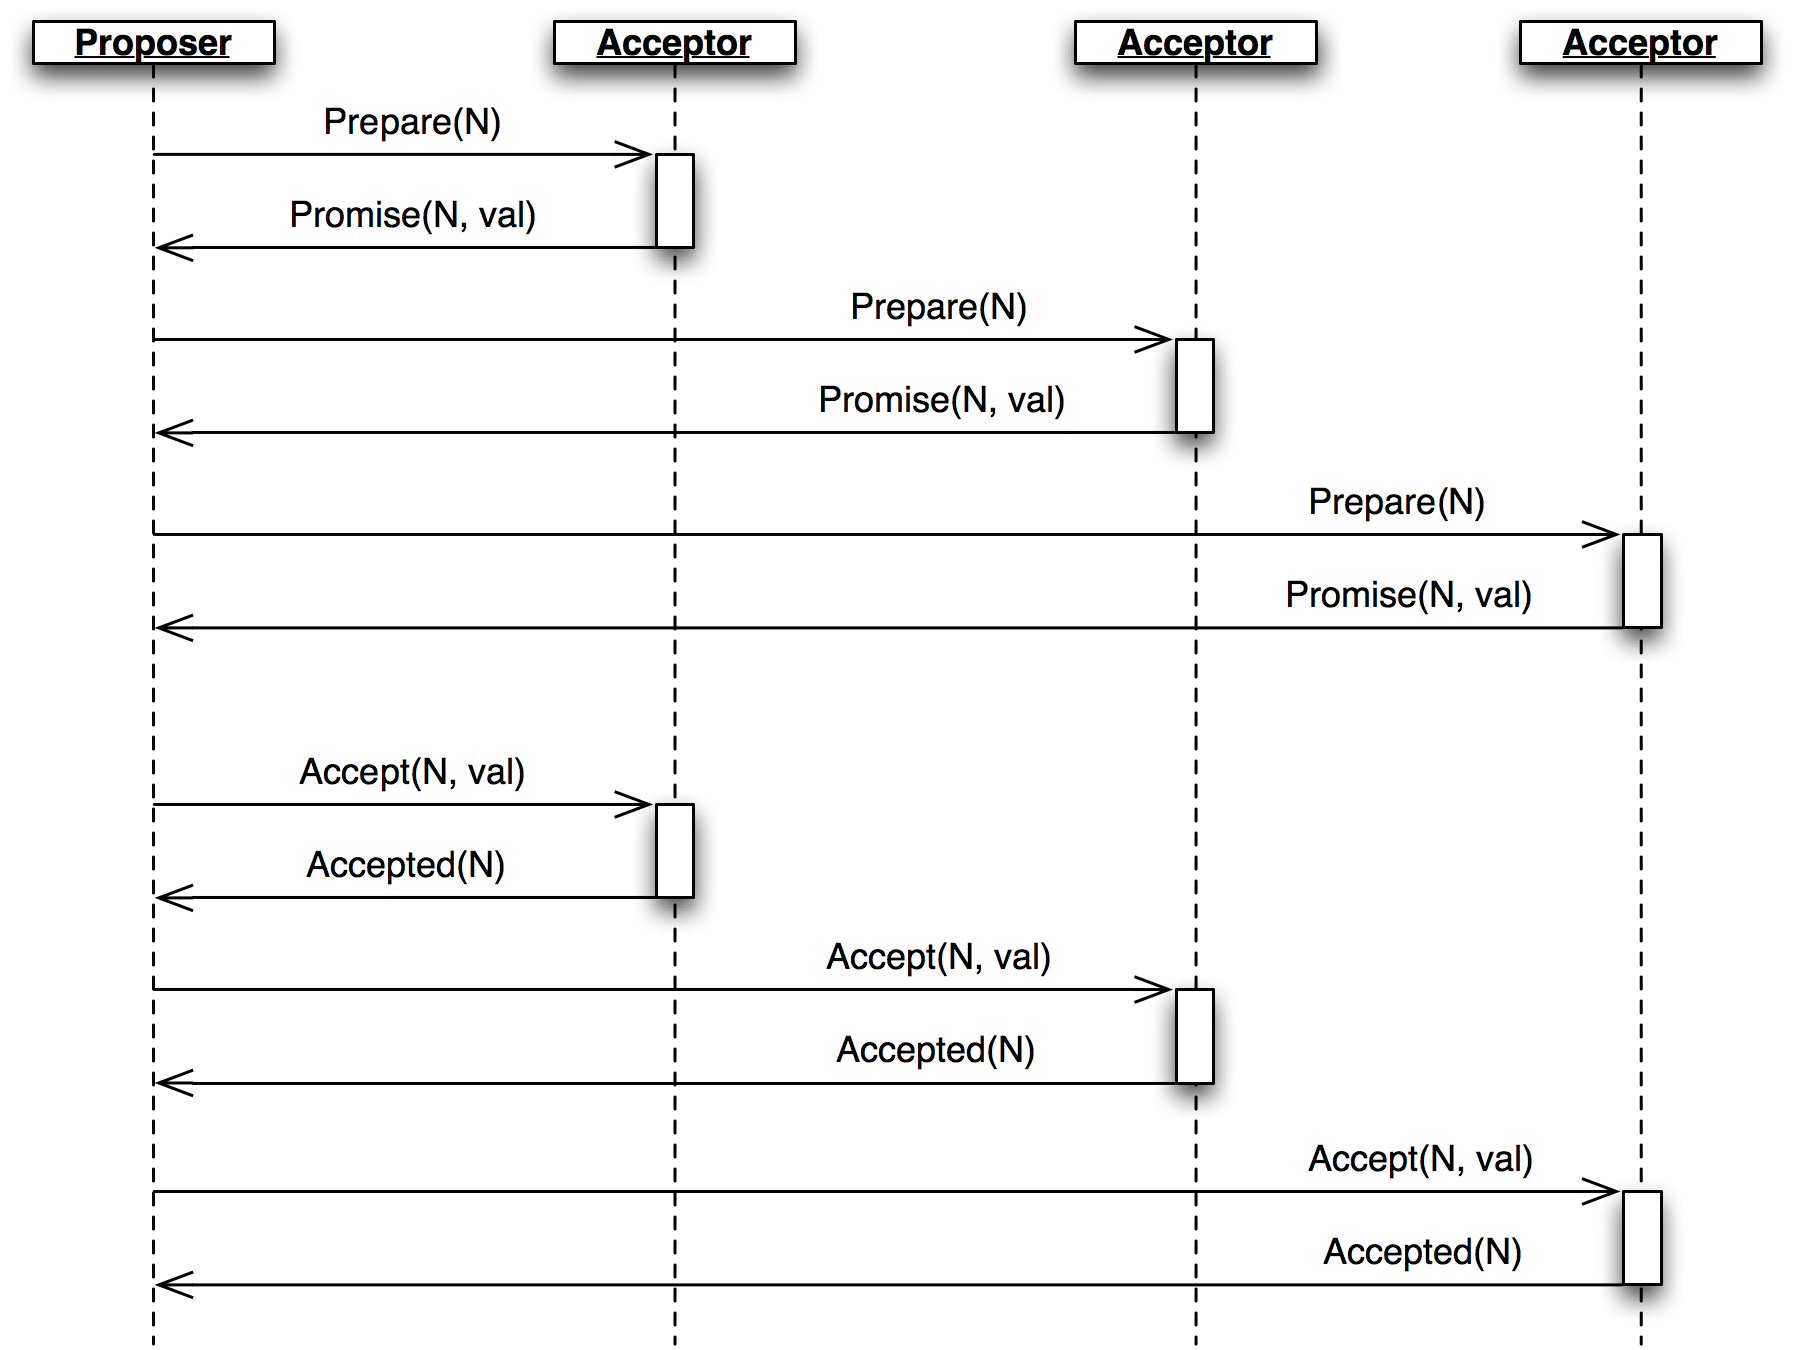 Proposer
Acceptor
Acceptor
Acceptor
Prepare(N)
Promise(N, val)
Prepare(N)
Promise(N, val)
Prepare(N)
Promise(N, val)
Accept(N, val)
Accepted(N)
Accept(N, val)
Accepted(N)
Accept(N, val)
Accepted(N)